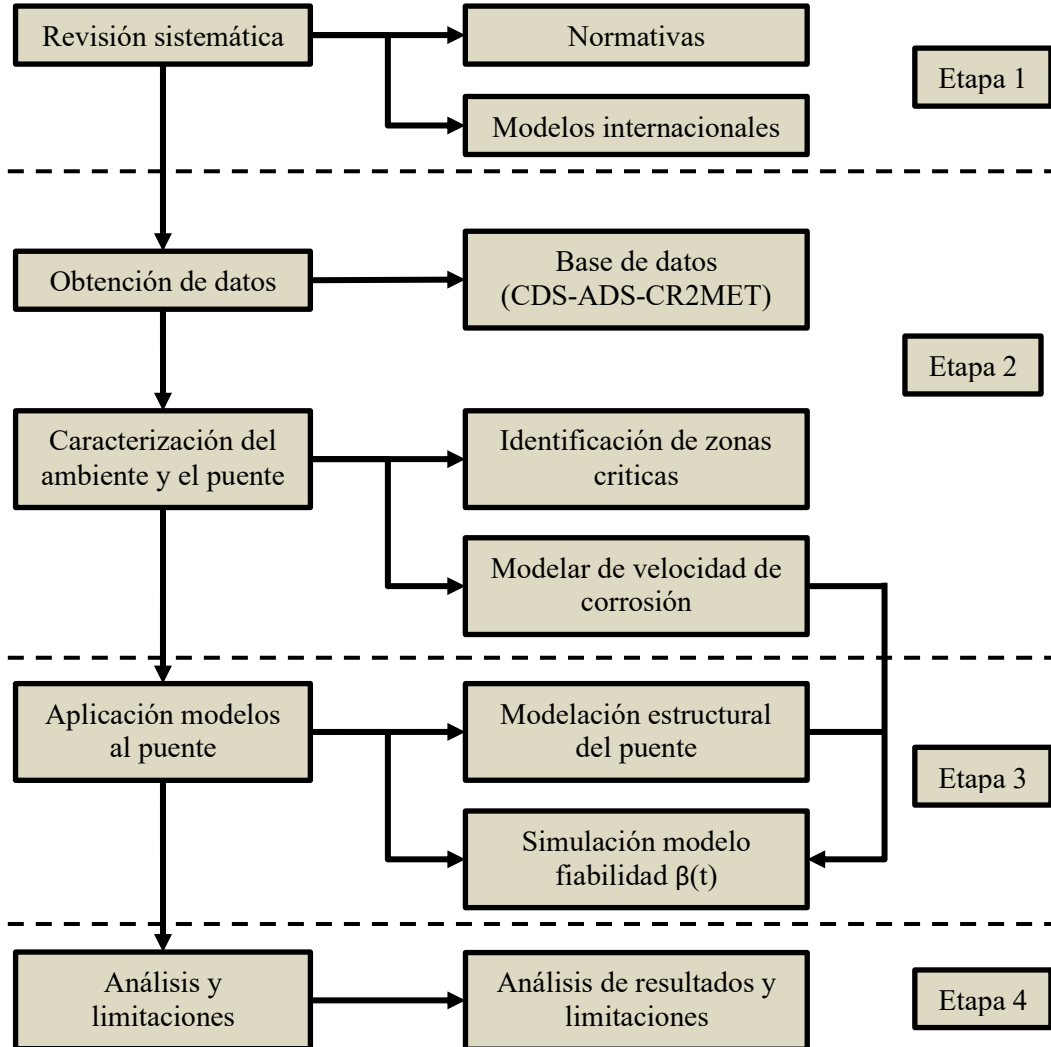 Revisión sistemática
Normativas
Etapa 1
Modelos internacionales
Obtención de datos
Base de datos
(CDS-ADS-CR2MET)
Etapa 2
Caracterización del
ambiente y el puente
Identificación de zonas
criticas
Modelar de velocidad de
corrosión
Aplicación modelos
al puente
Modelación estructural
del puente
Etapa 3
Simulación modelo
fiabilidad β(t)
Análisis y
limitaciones
Análisis de resultados y
limitaciones
Etapa 4